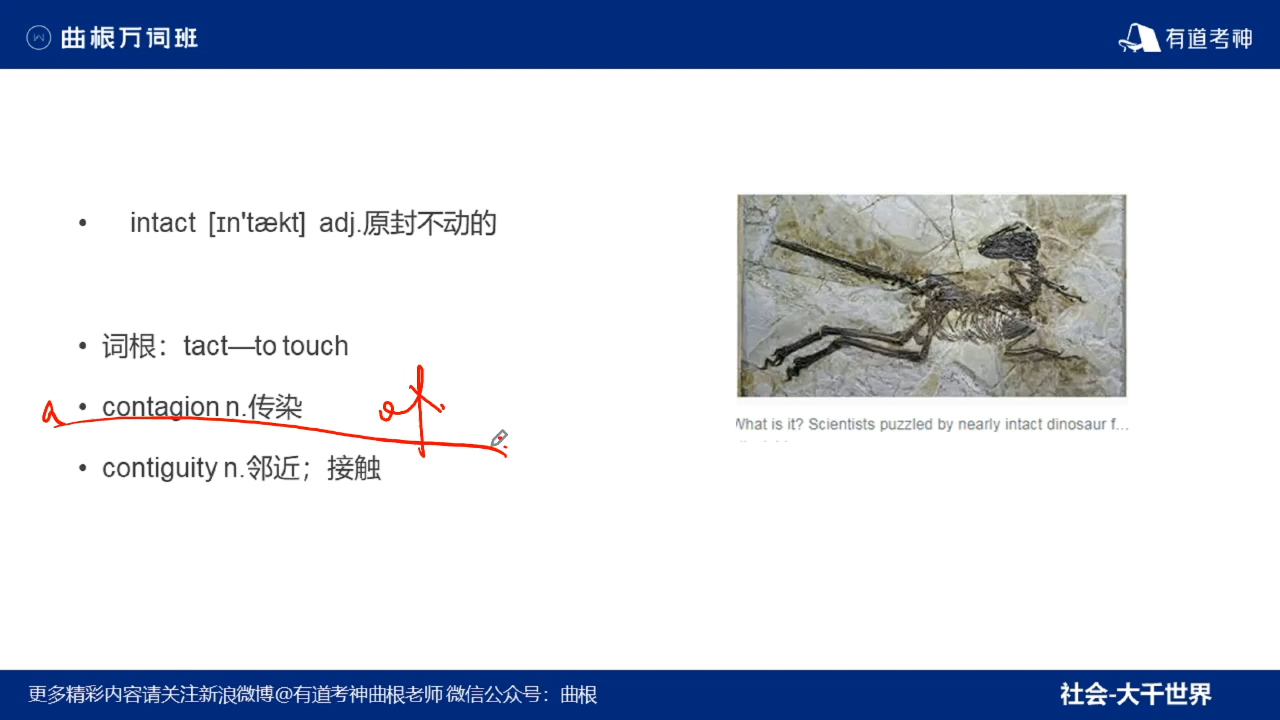 曲根万词班
有道考神
• intact [ɪn'tækt] adj.原封不动的
• 词根：tact—to touch
• contagion n.传染
• contiguity n.邻近；接触
What is it? Scientists puzzled by nearly intact dinosaur f...
更多精彩内容请关注新浪微博@有道考神曲根老师 微信公众号：曲根
社会-大千世界